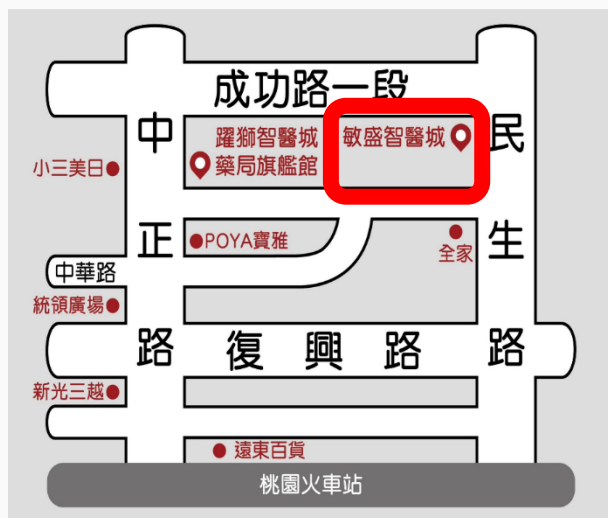 成功路一段
中正路
民生路
躍獅智醫城
藥局旗艦館
敏盛智醫城
小三美日
POYA寶雅
全家
中華路
統領廣場
復興路
新光三越
遠東百貨
桃園火車站